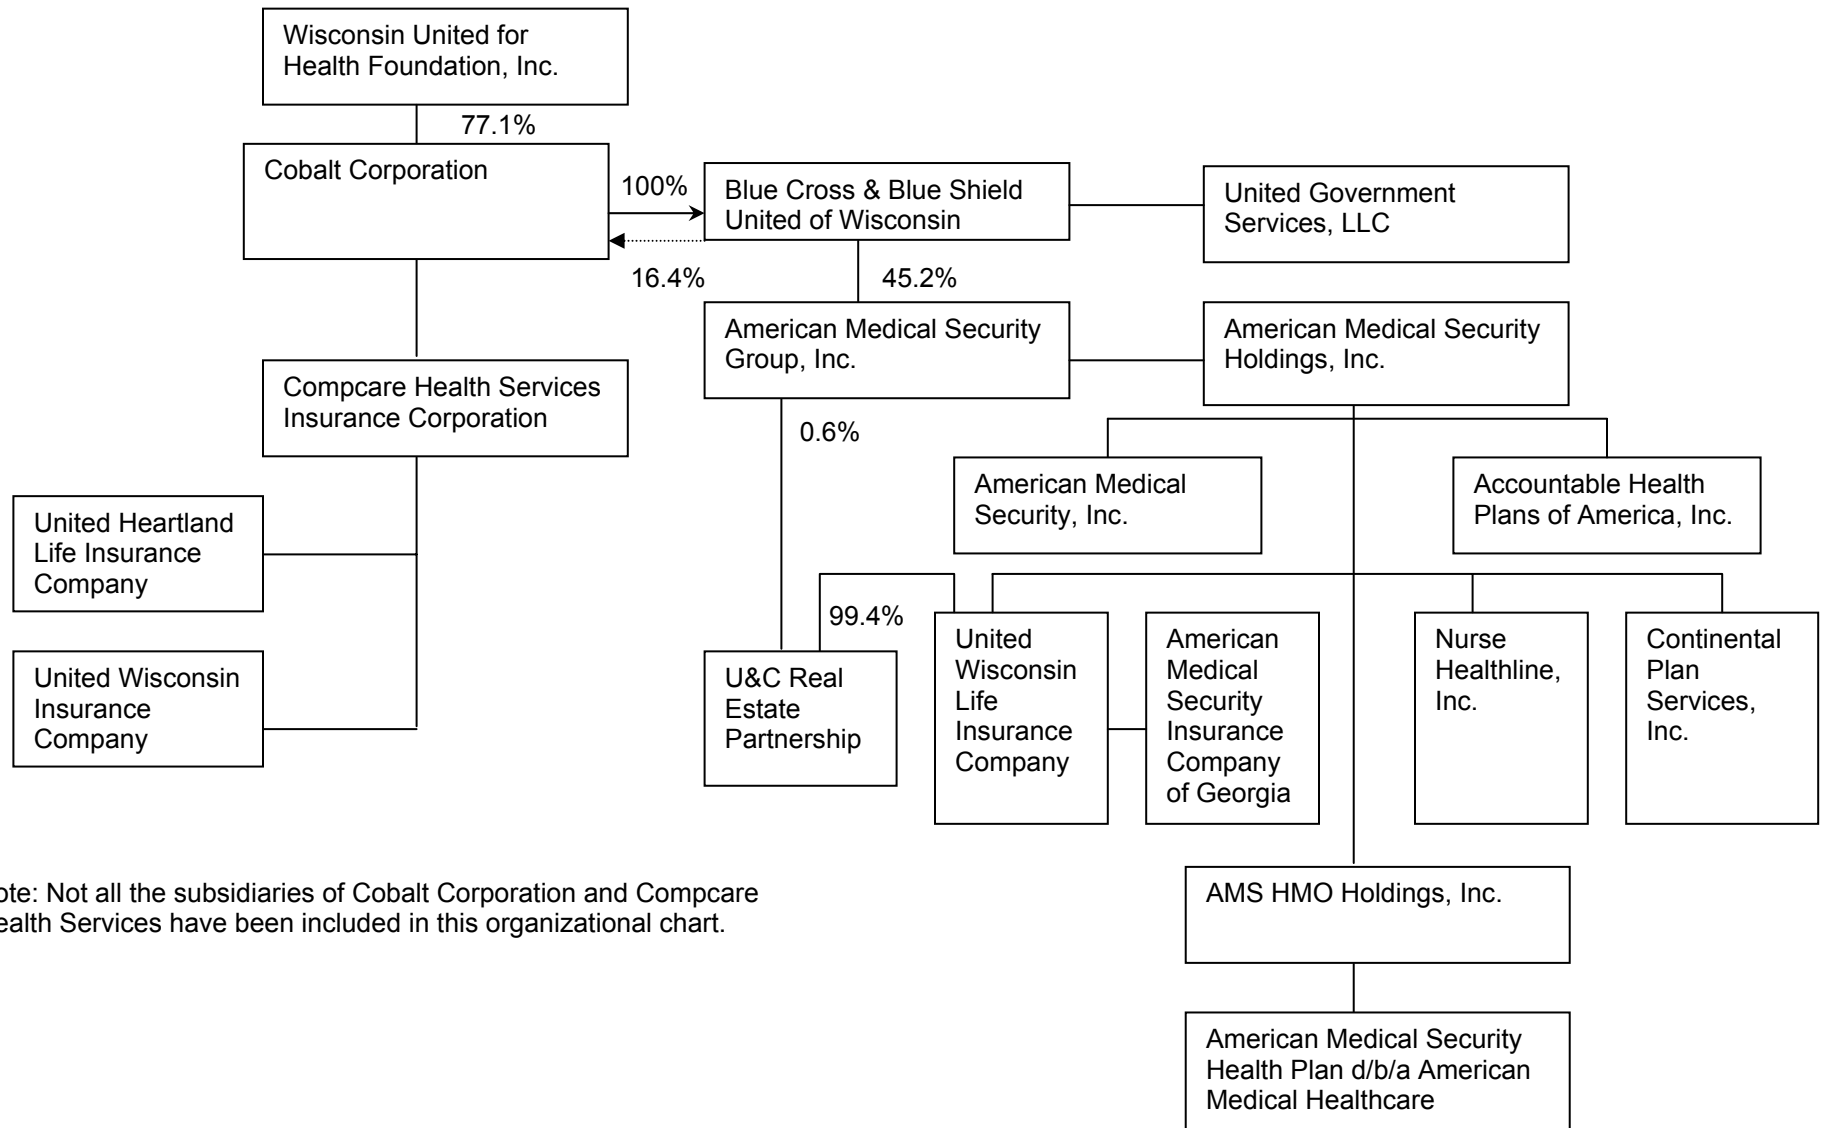 Wisconsin United for
Health Foundation, Inc.
77.1%
Cobalt Corporation
100%
Blue Cross & Blue Shield
United of Wisconsin
United Government
Services, LLC
16.4%
45.2%
American Medical Security
Group, Inc.
American Medical Security
Holdings, Inc.
Compcare Health Services
Insurance Corporation
0.6%
American Medical
Security, Inc.
Accountable Health
Plans of America, Inc.
United Heartland
Life Insurance
Company
99.4%
United Wisconsin
Insurance
Company
U&C Real
Estate
Partnership
United
Wisconsin
Life
Insurance
Company
American
Medical
Security
Insurance
Company
of Georgia
Nurse
Healthline,
Inc.
Continental
Plan
Services,
Inc.
ote: Not all the subsidiaries of Cobalt Corporation and Compcare
ealth Services have been included in this organizational chart.
AMS HMO Holdings, Inc.
American Medical Security
Health Plan d/b/a American
Medical Healthcare